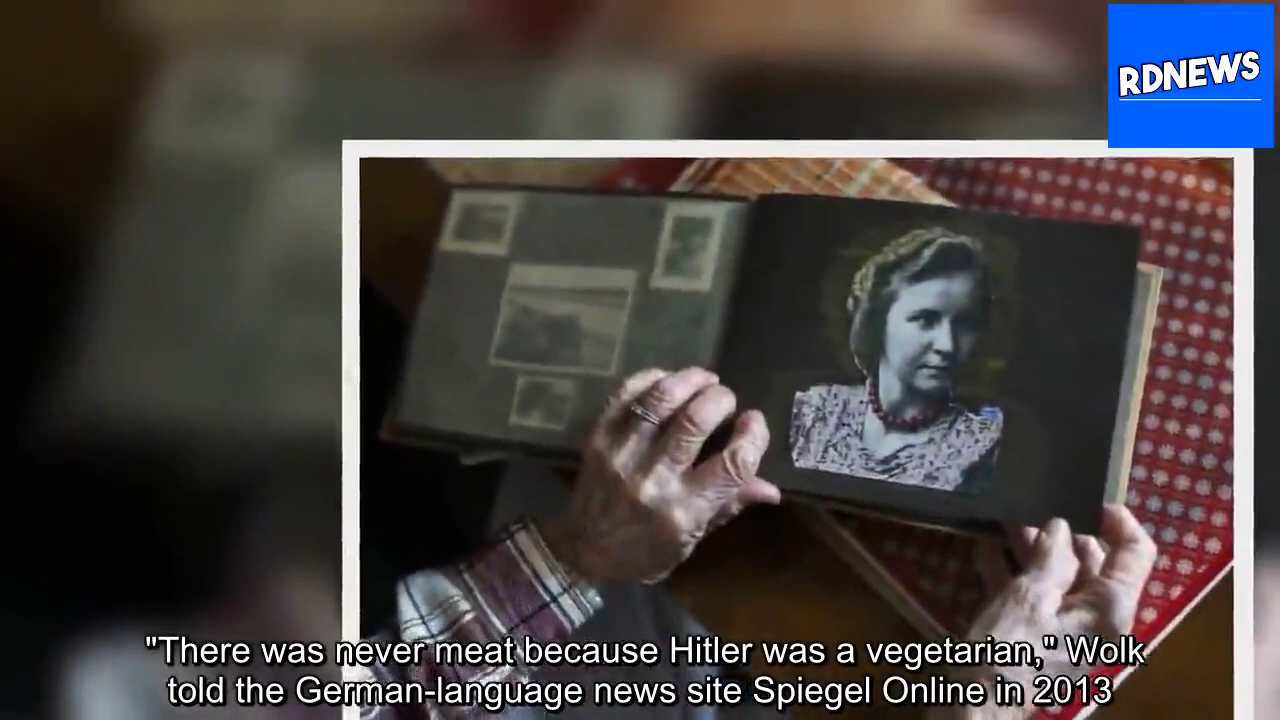 RDNEWS
"There was never meat because Hitler was a vegetarian," Wolk
told the German-language news site Spiegel Online in 2013